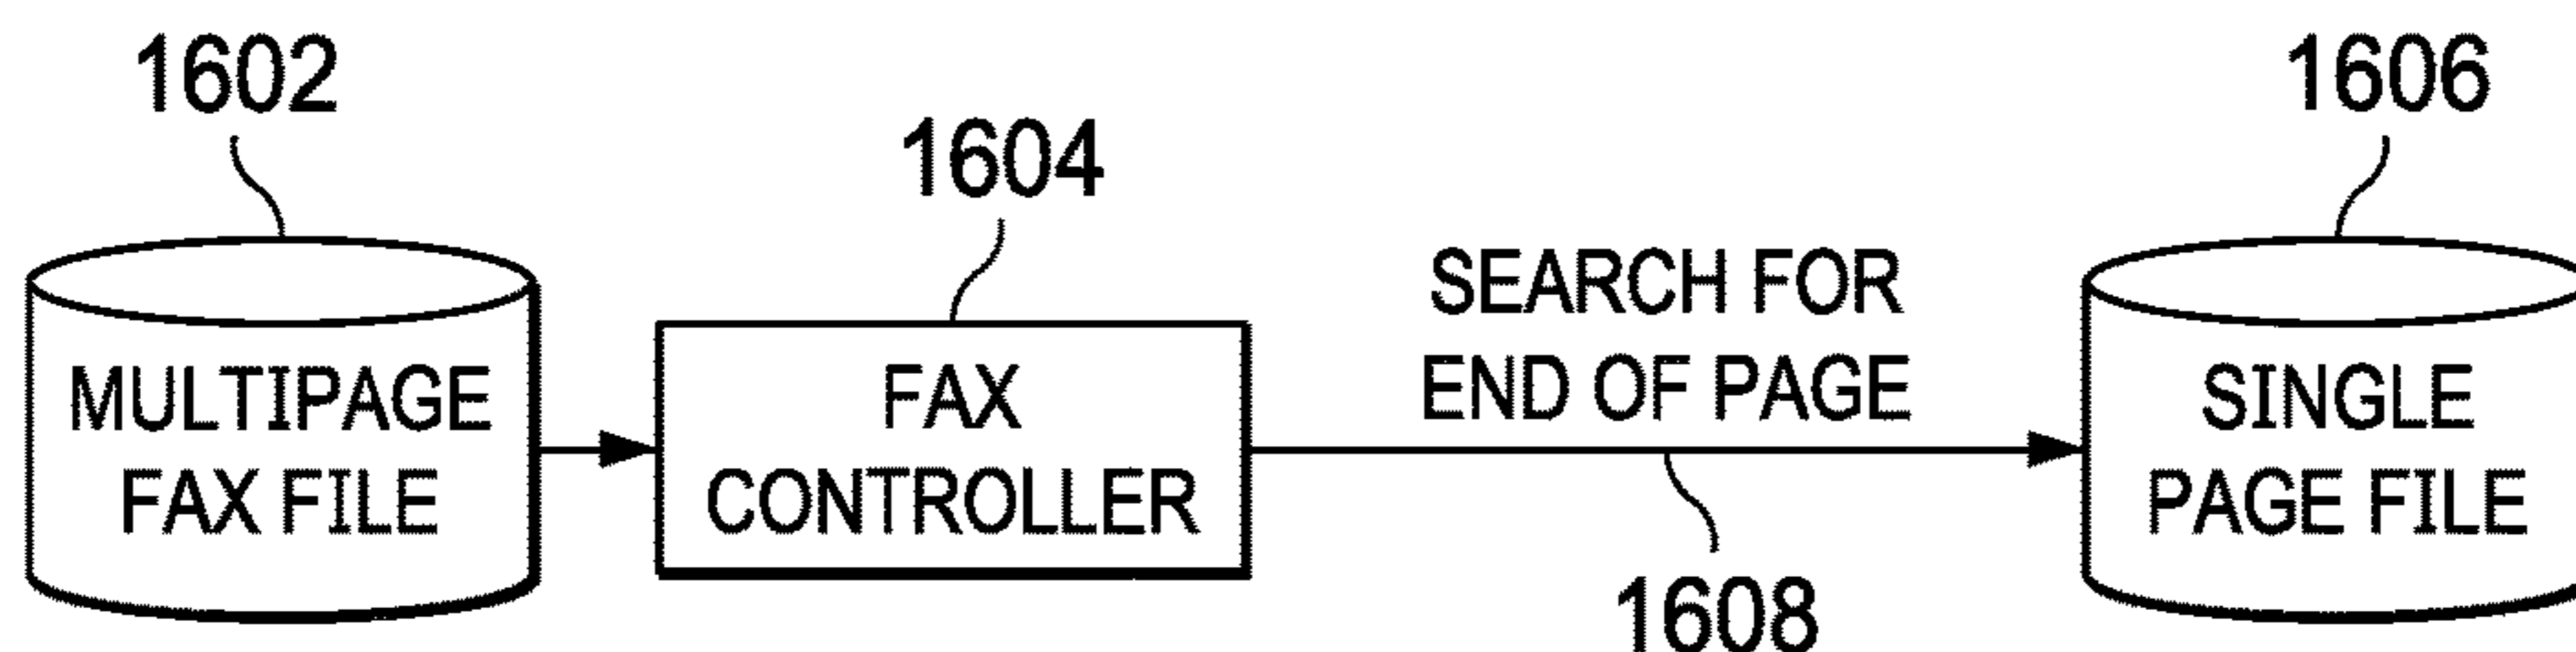 1602
1604
1606
MULTIPAGE
FAX FILE
FAX
CONTROLLER
SEARCH FOR
END OF PAGE
1608
SINGLE
PAGE FILE